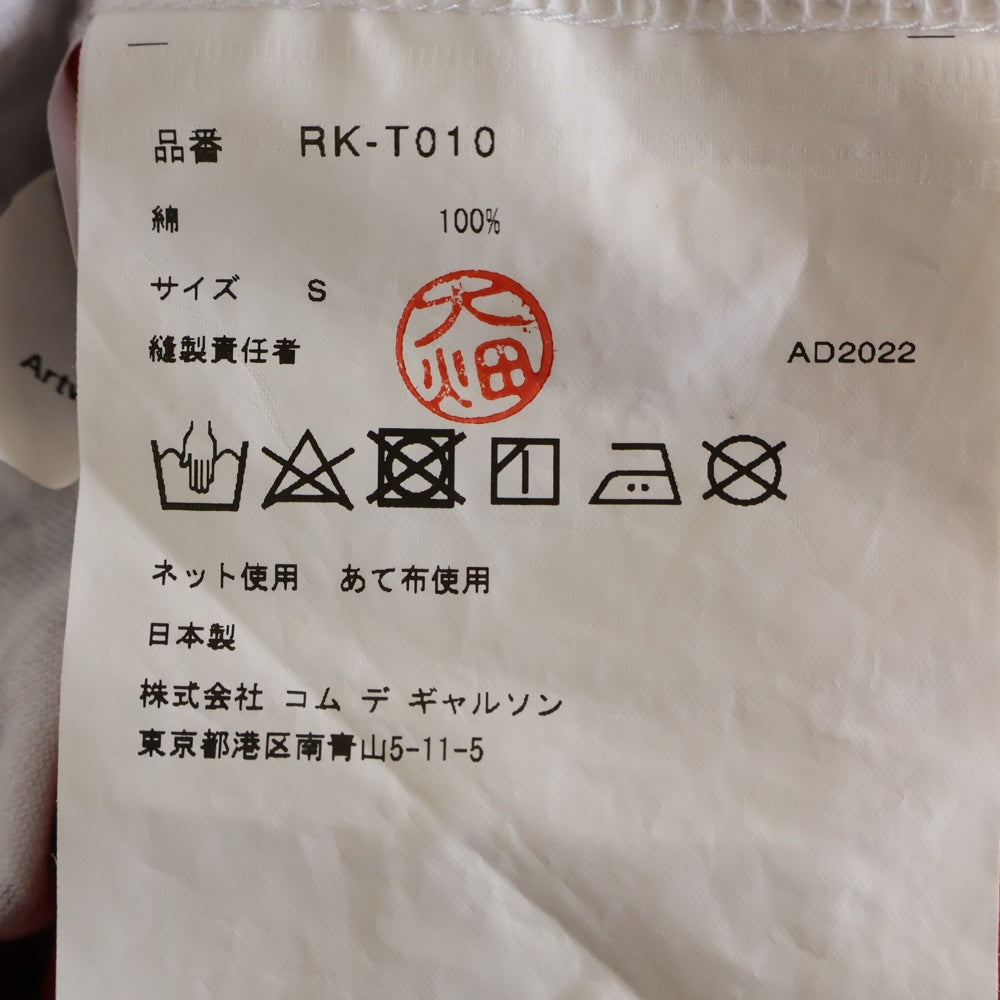 品番 RK-T010
綿 100%
サイズ S
大畑
縫製責任者 AD2022
ネット使用 あて布使用
日本製
株式会社 コム デ ギャルソン
東京都港区南青山5-11-5